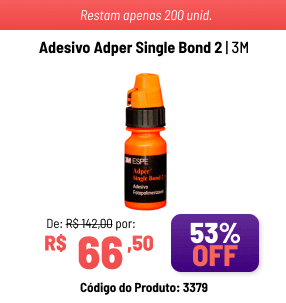 Restam apenas 200 unid.
Adesivo Adper Single Bond 2 | 3M
3M ESPE
Adper
Single Bond 2
Adesivo
Fotopolimerizável
De: R$ 142,00 por:
R$ 66,50
53%
OFF
Código do Produto: 3379